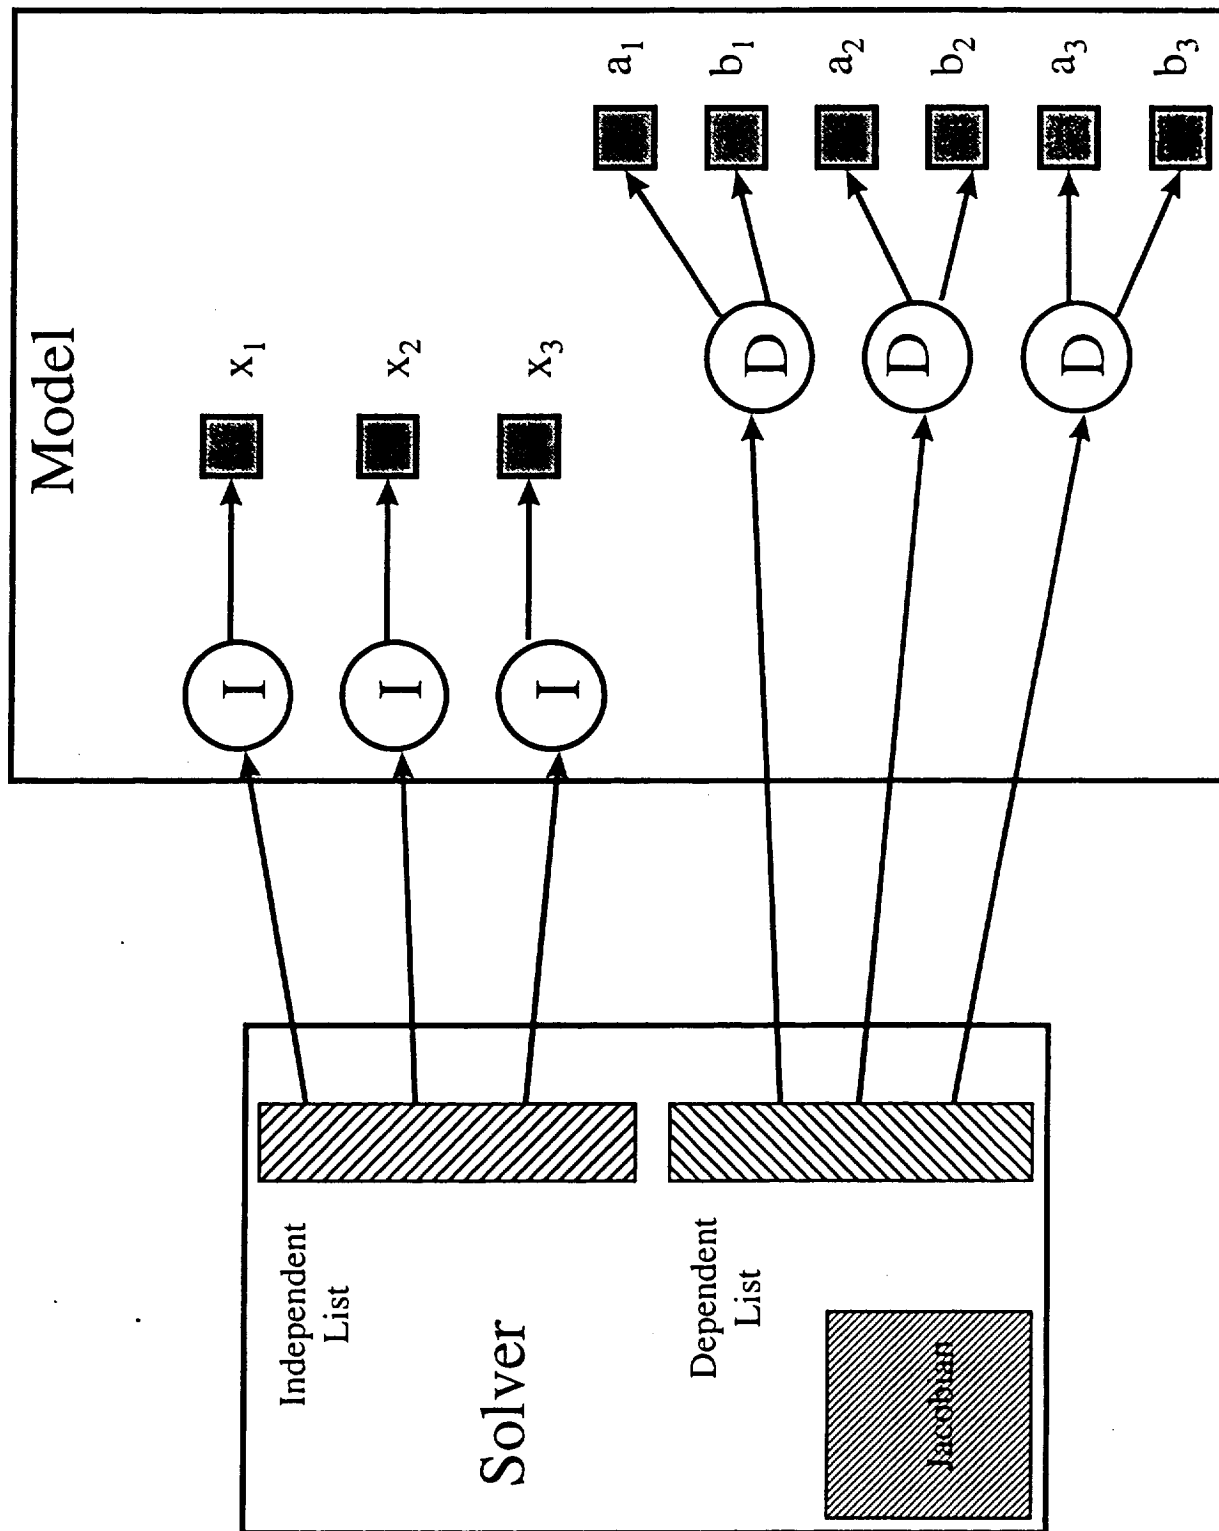 Model
x1
x2
x3
I
I
I
a1
b1
a2
b2
a3
b3
D
D
D
Independent
List
Solver
Dependent
List
Jacobian